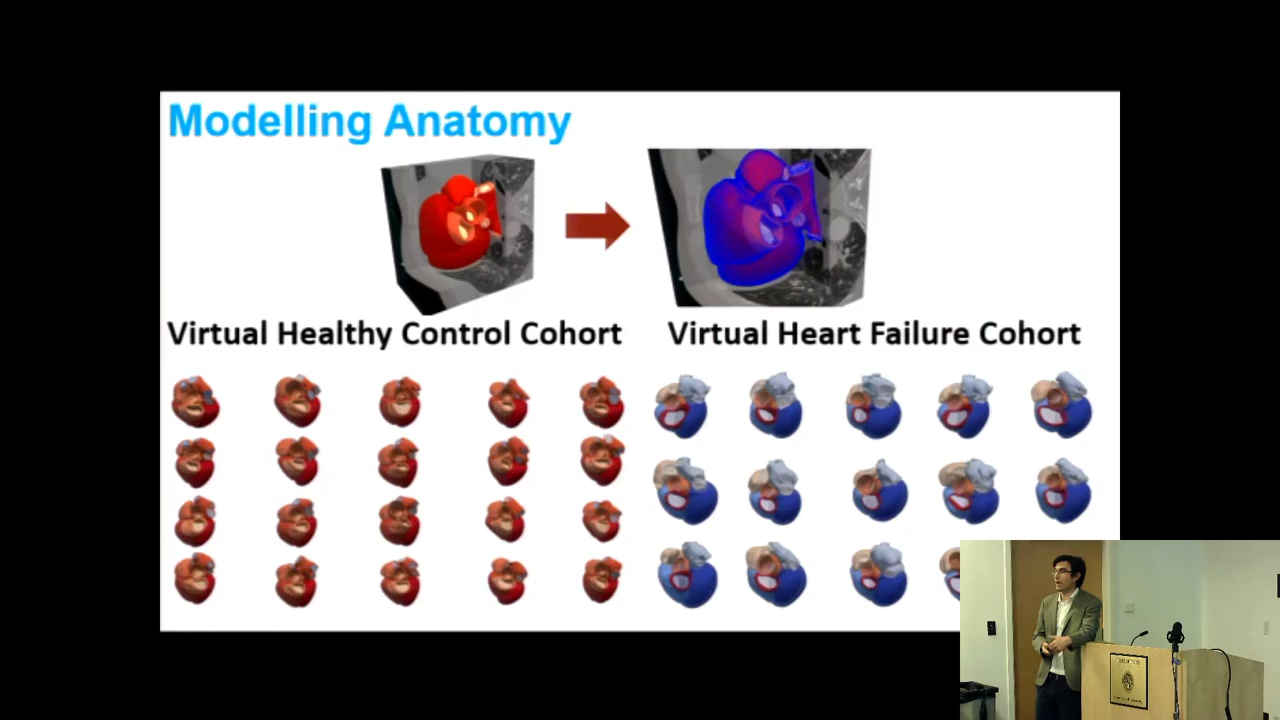 Modelling Anatomy
Virtual Healthy Control Cohort
Virtual Heart Failure Cohort